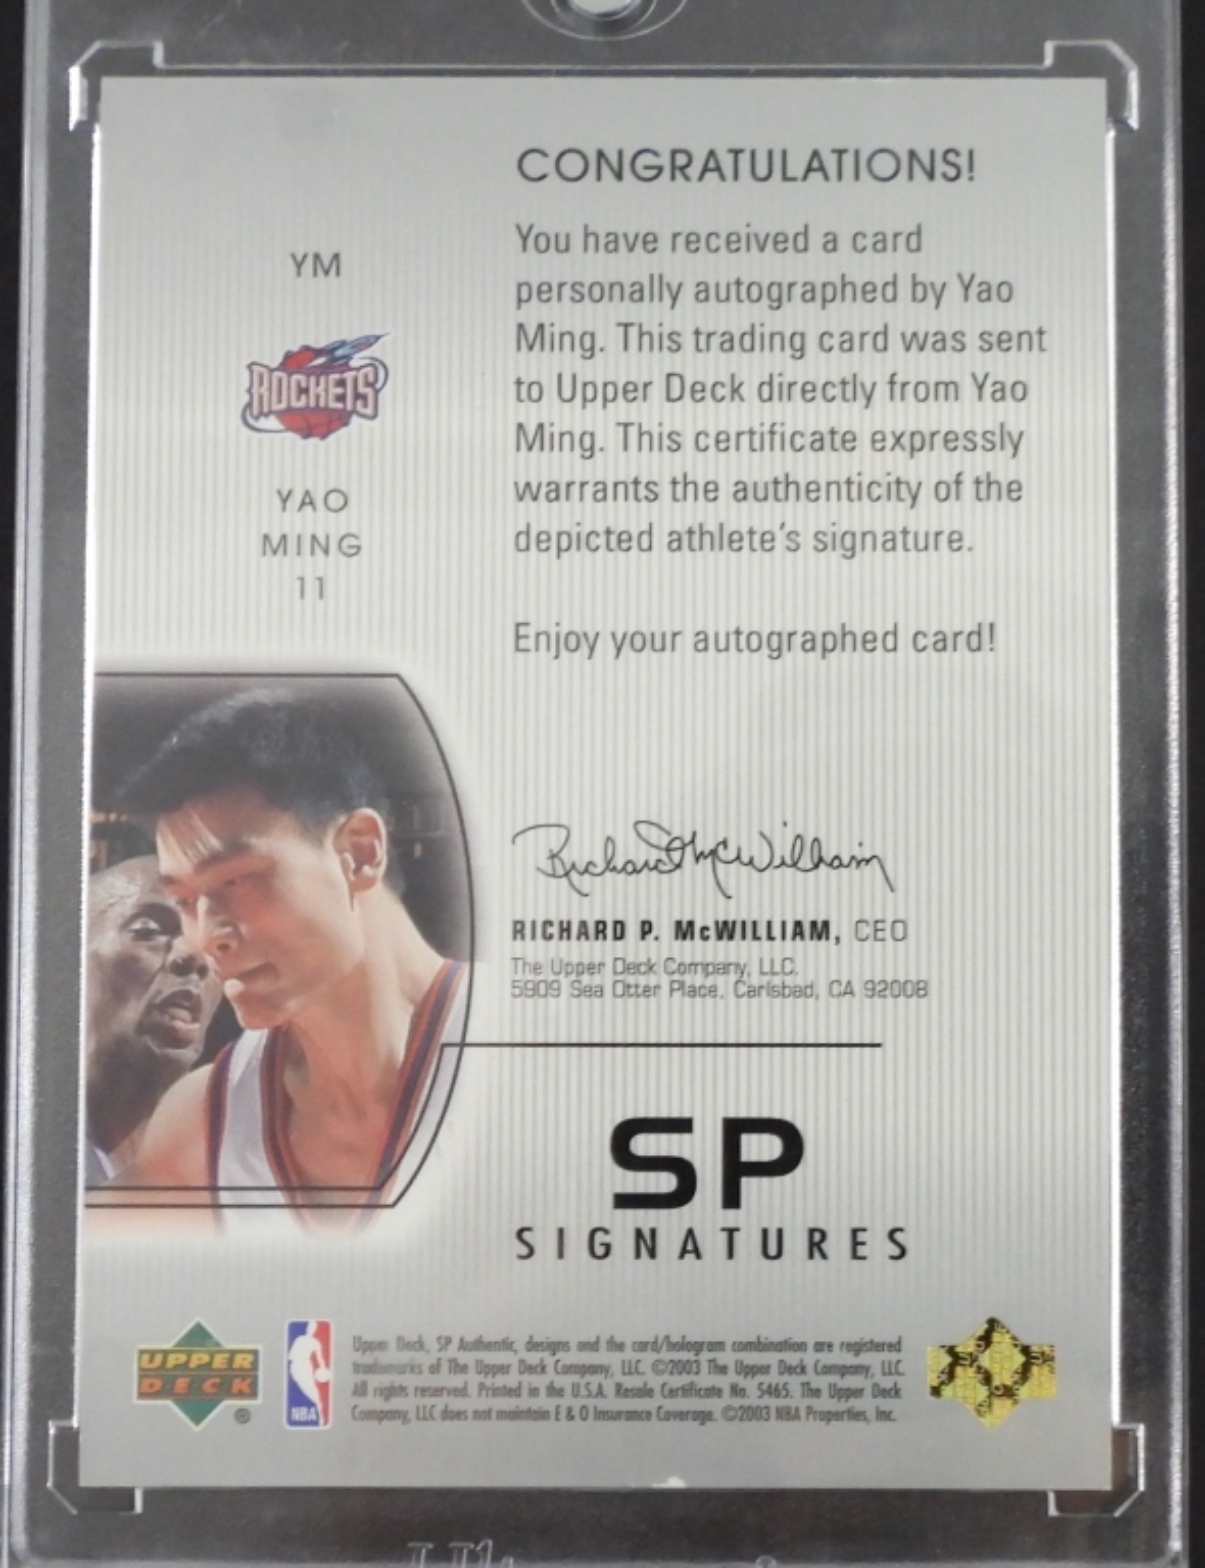 CONGRATULATIONS!
You have received a card
personally autographed by Yao
Ming. This trading card was sent
to Upper Deck directly from Yao
Ming. This certificate expressly
warrants the authenticity of the
depicted athlete's signature.
Enjoy your autographed card!
YM
ROCKETS
YAO
MING
11
Richard P. McWilliam
RICHARD P. McWILLIAM, CEO
The Upper Deck Company, LLC.
5909 Sea Otter Place, Carlsbad, CA 92008
SP
SIGNATURES
UPPER
DECK
®
NBA
Upper Deck, SP Authentic, designs and the card/hologram combination are registered
trademarks of The Upper Deck Company, LLC. ©2003 The Upper Deck Company, LLC
All rights reserved. Printed in the U.S.A. Resale Certificate No. 5465. The Upper Deck
Company, LLC does not maintain E & O Insurance Coverage. ©2003 NBA Properties, Inc.